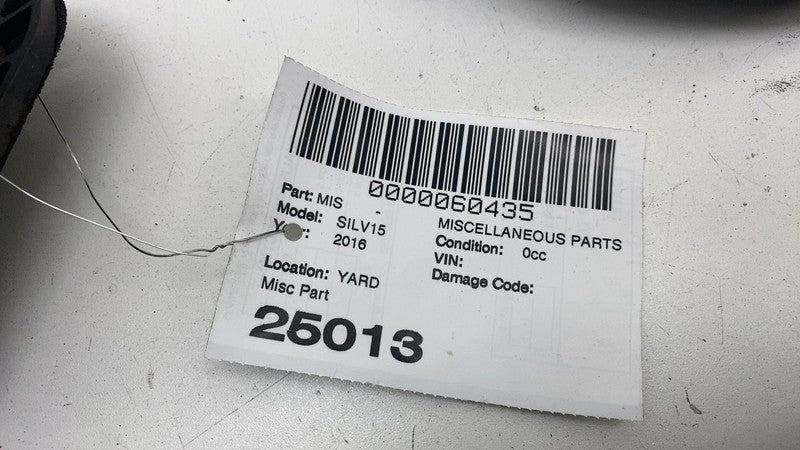 0000060435
Part: MIS - MISCELLANEOUS PARTS
Model: SILV15 Condition: 0cc
2016 VIN:
Location: YARD Damage Code:
Misc Part
25013